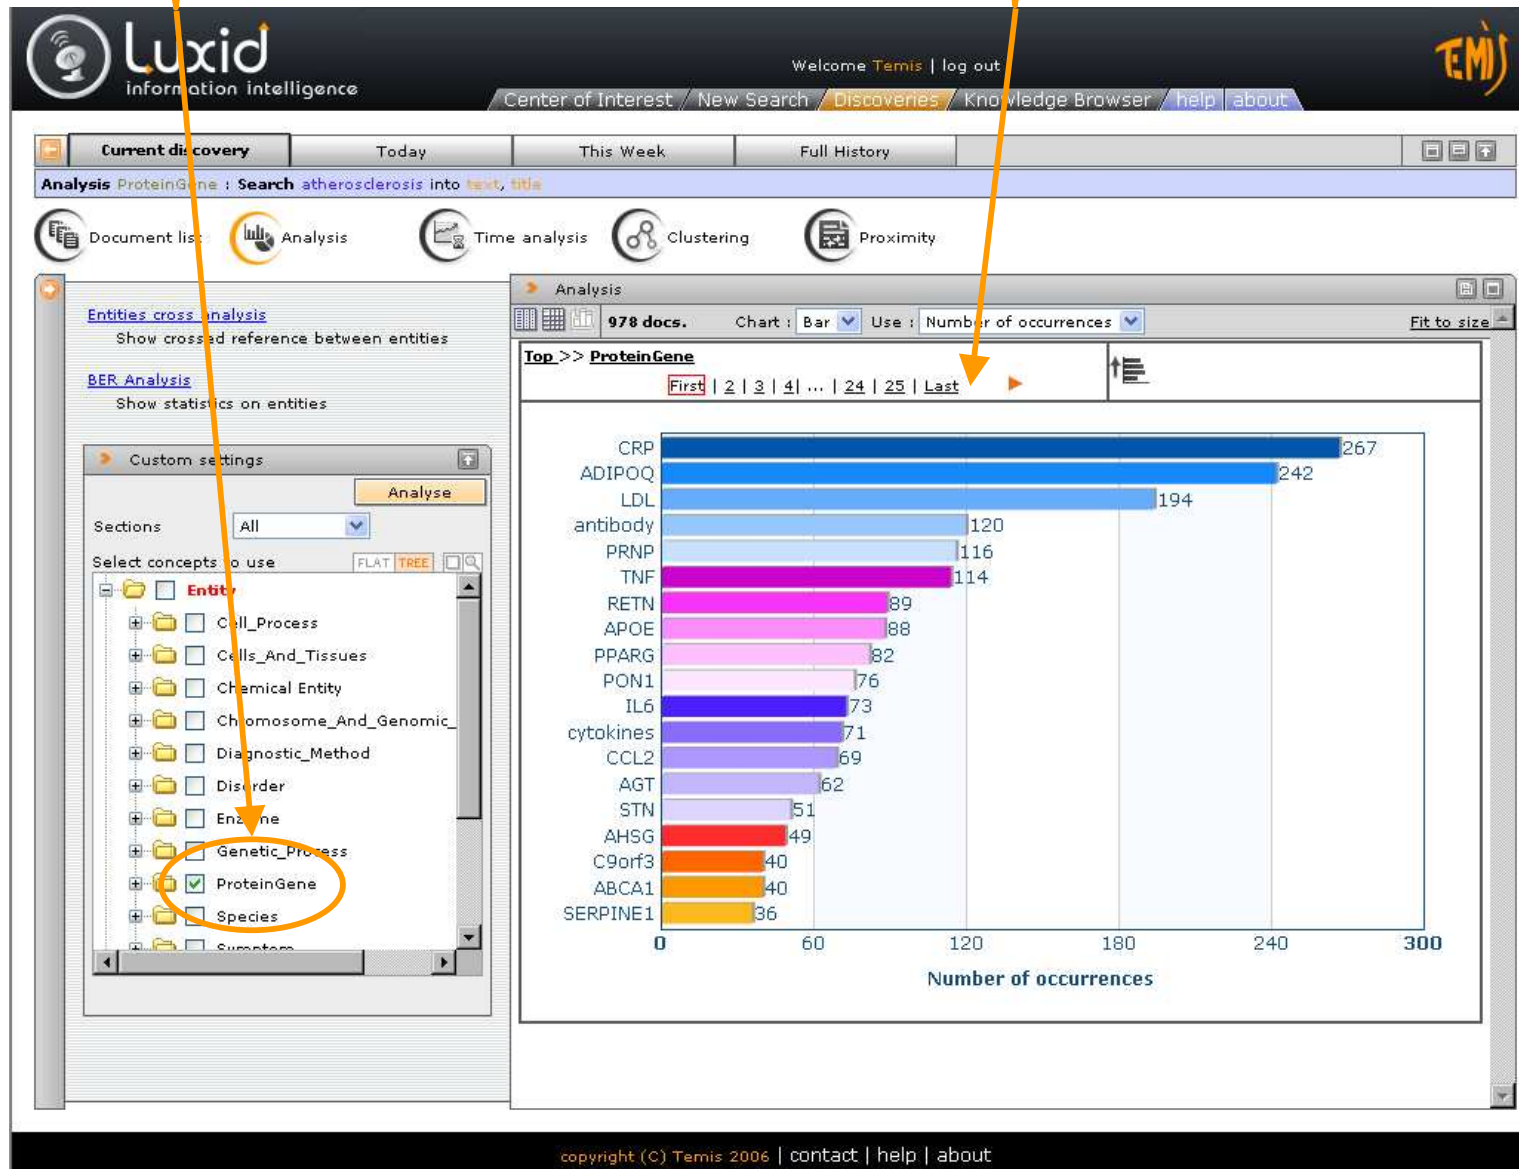 Luxid
information intelligence
TEMIS
Welcome Temis | log out
Center of Interest / New Search / Discoveries / Knowledge Browser / help | about
Current discovery Today This Week Full History
Analysis ProteinGene : Search atherosclerosis into text, title
Document list Analysis Time analysis Clustering Proximity
Entities cross analysis
Show crossed reference between entities
BER Analysis
Show statistics on entities
Custom settings
Analyse
Sections All
Select concepts to use FLAT TREE
Entity
Cell_Process
Cells_And_Tissues
Chemical Entity
Chromosome_And_Genomic_
Diagnostic_Method
Disorder
Enzyme
Genetic_Process
ProteinGene
Species
Symptom
Analysis
978 docs. Chart : Bar Use : Number of occurrences Fit to size
Top >> ProteinGene
First | 2 | 3 | 4| ... | 24 | 25 | Last
CRP 267
ADIPOQ 242
LDL 194
antibody 120
PRNP 116
TNF 114
RETN 89
APOE 88
PPARG 82
PON1 76
IL6 73
cytokines 71
CCL2 69
AGT 62
STN 51
AHSG 49
C9orf3 40
ABCA1 40
SERPINE1 36
0 60 120 180 240 300
Number of occurrences
copyright (C) Temis 2006 | contact | help | about